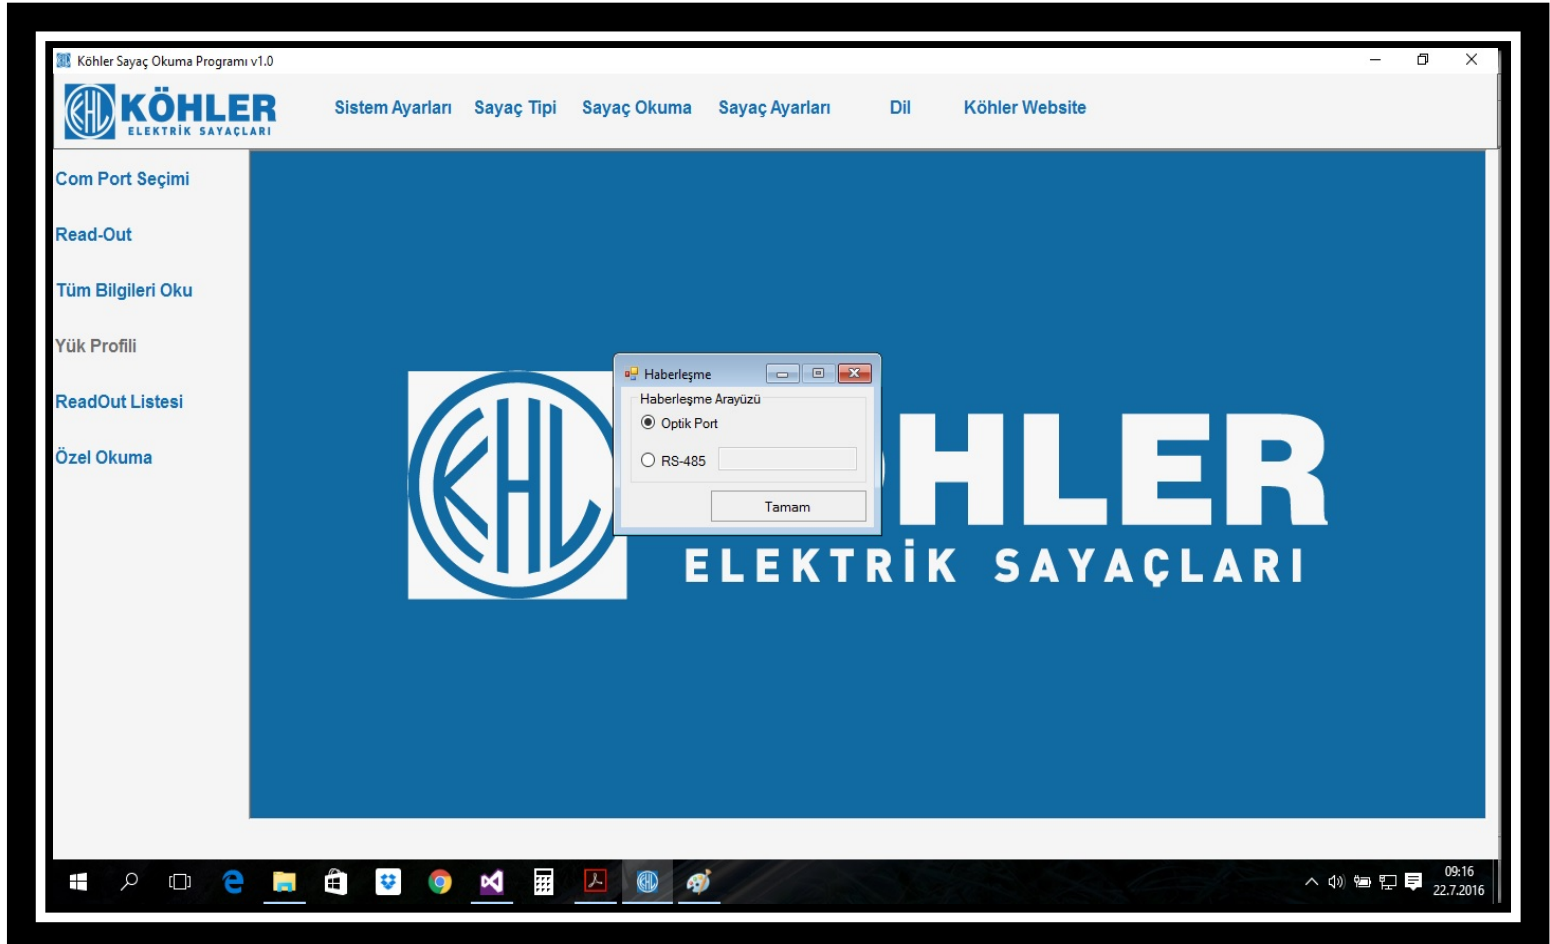 Köhler Sayaç Okuma Programı v1.0
KHL KÖHLER
ELEKTRİK SAYAÇLARI
Sistem Ayarları Sayaç Tipi Sayaç Okuma Sayaç Ayarları Dil Köhler Website
Com Port Seçimi
Read-Out
Tüm Bilgileri Oku
Yük Profili
ReadOut Listesi
Özel Okuma
Haberleşme
Haberleşme Arayüzü
Optik Port
RS-485
Tamam
KHL HLER
ELEKTRİK SAYAÇLARI
09:16
22.7.2016